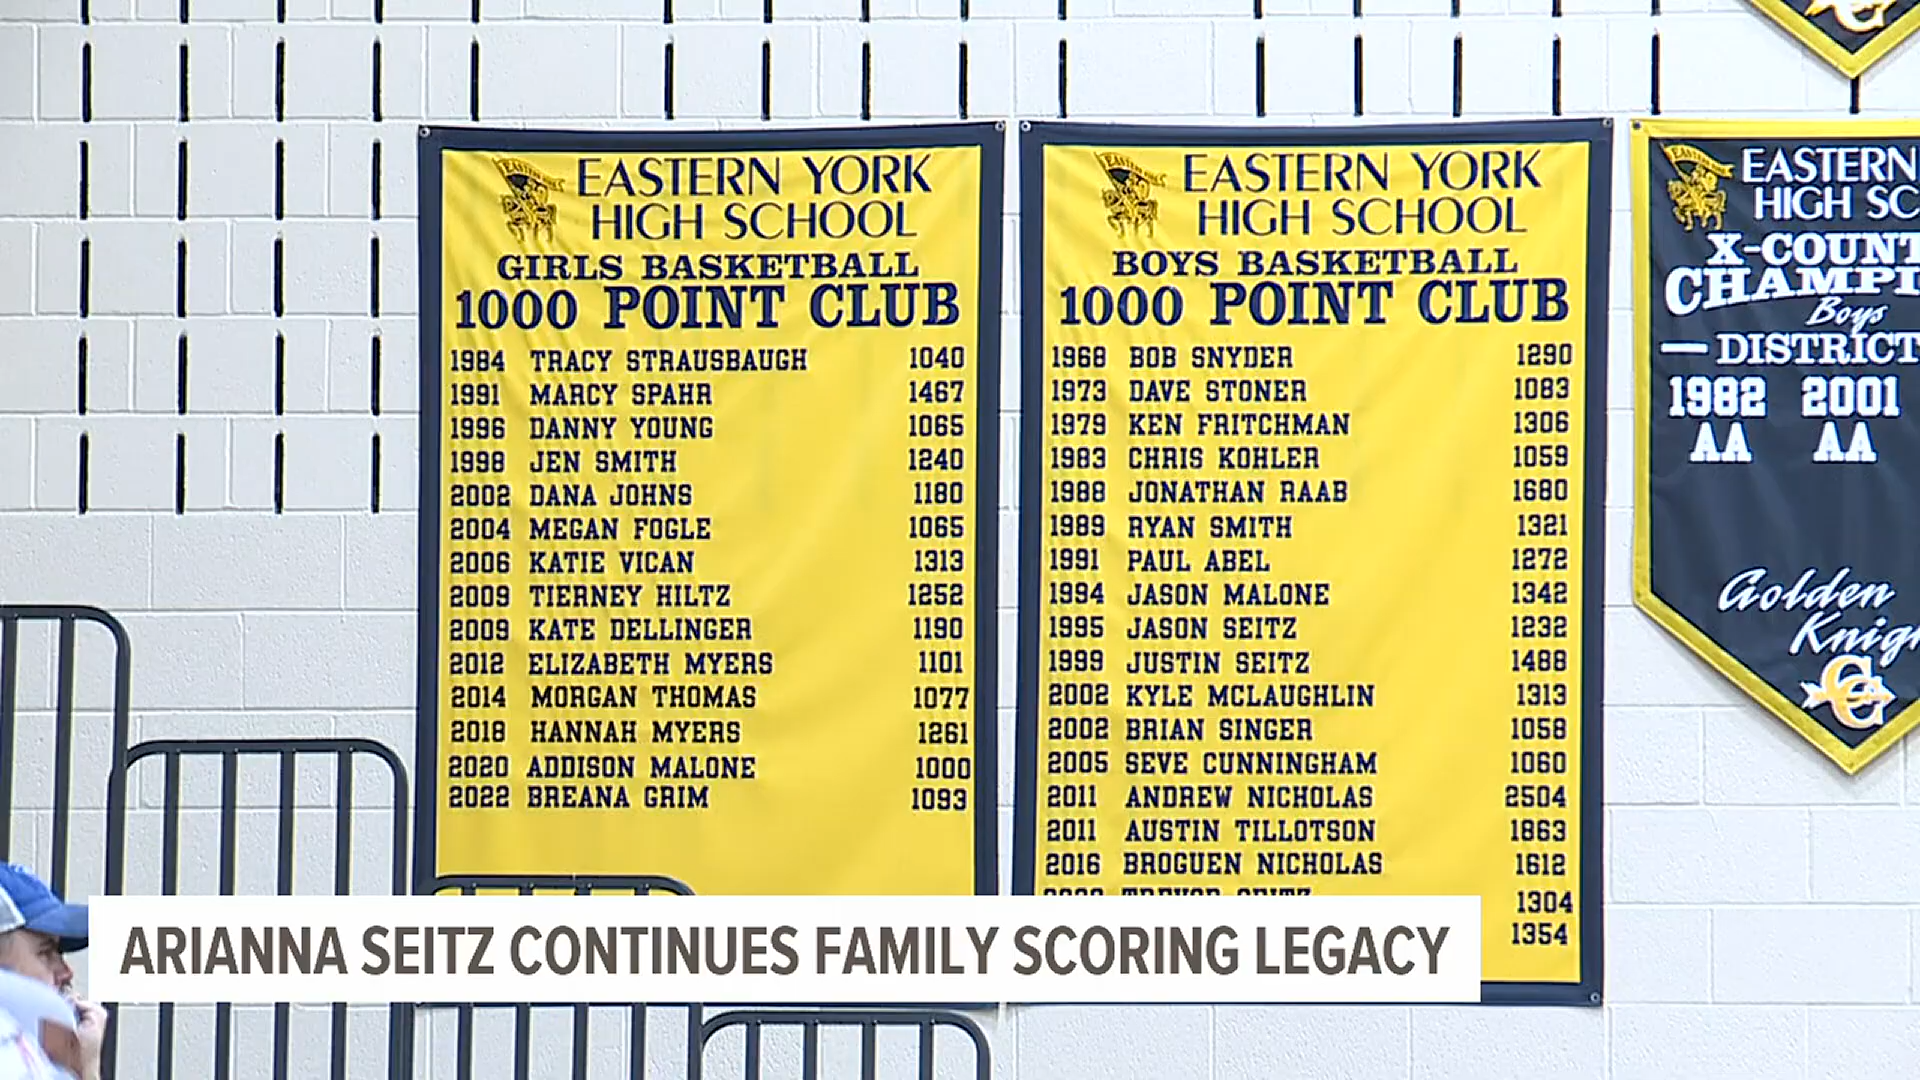 EASTERN YORK
HIGH SCHOOL
GIRLS BASKETBALL
1000 POINT CLUB
1984 TRACY STRAUSBAUGH 1040
1991 MARCY SPAHR 1467
1996 DANNY YOUNG 1065
1998 JEN SMITH 1240
2002 DANA JOHNS 1180
2004 MEGAN FOGLE 1065
2006 KATIE VICAN 1313
2009 TIERNEY HILTZ 1252
2009 KATE DELLINGER 1190
2012 ELIZABETH MYERS 1101
2014 MORGAN THOMAS 1077
2018 HANNAH MYERS 1261
2020 ADDISON MALONE 1000
2022 BREANA GRIM 1093
EASTERN YORK
HIGH SCHOOL
BOYS BASKETBALL
1000 POINT CLUB
1968 BOB SNYDER 1290
1973 DAVE STONER 1083
1979 KEN FRITCHMAN 1306
1983 CHRIS KOHLER 1059
1988 JONATHAN RAAB 1680
1989 RYAN SMITH 1321
1991 PAUL ABEL 1272
1994 JASON MALONE 1342
1995 JASON SEITZ 1232
1999 JUSTIN SEITZ 1488
2002 KYLE MCLAUGHLIN 1313
2002 BRIAN SINGER 1058
2005 SEVE CUNNINGHAM 1060
2011 ANDREW NICHOLAS 2504
2011 AUSTIN TILLOTSON 1863
2016 BROGUEN NICHOLAS 1612
TREVOR SEITZ 1304
1354
EASTERN
HIGH SC
X-COUNT
CHAMPI
Boys
— DISTRICT
1982 2001
AA AA
Golden
Knigh
ARIANNA SEITZ CONTINUES FAMILY SCORING LEGACY